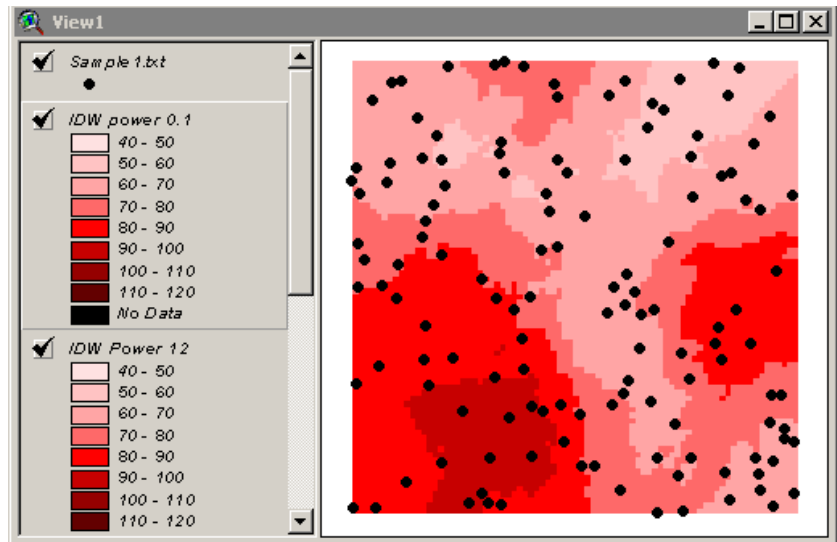 View1
Sample 1.txt
IDW power 0.1
40 - 50
50 - 60
60 - 70
70 - 80
80 - 90
90 - 100
100 - 110
110 - 120
No Data
IDW Power 12
40 - 50
50 - 60
60 - 70
70 - 80
80 - 90
90 - 100
100 - 110
110 - 120